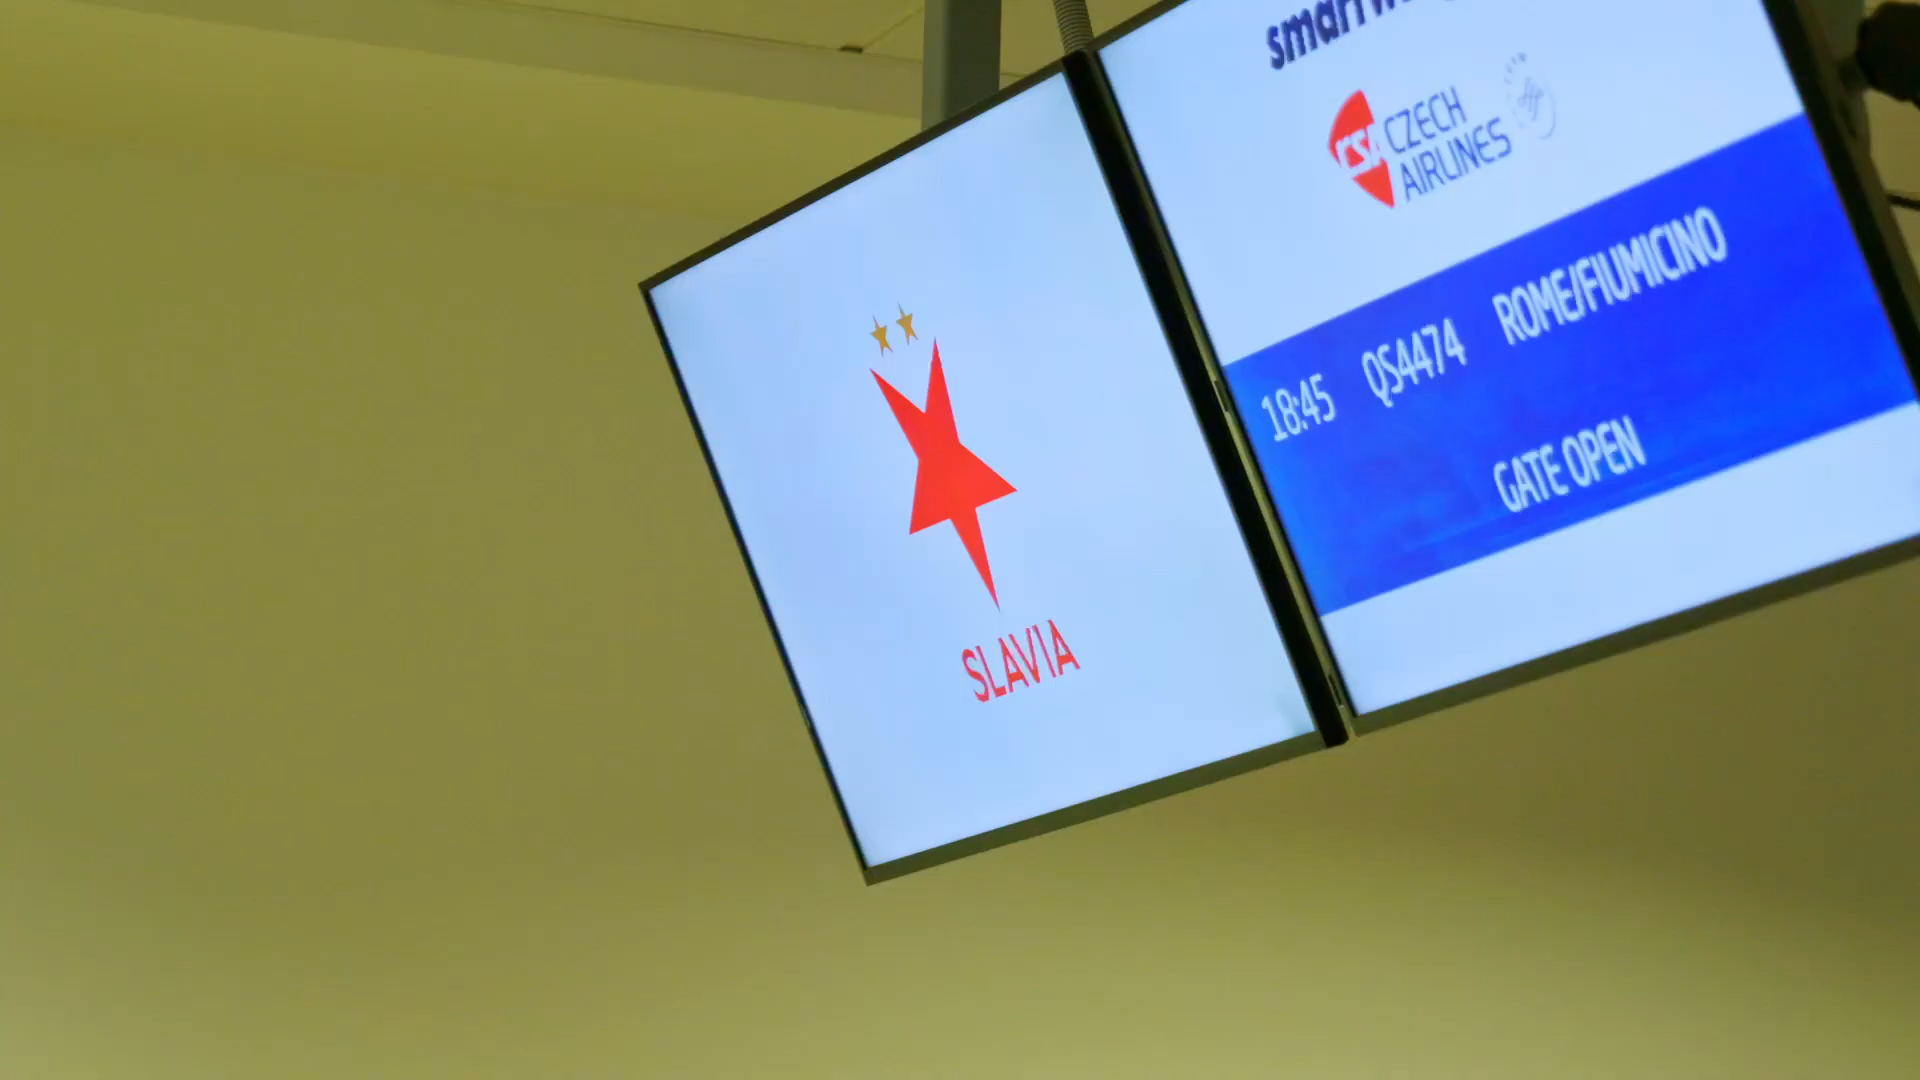 SLAVIA
CSA CZECH
AIRLINES
18:45 QS4474 ROME/FIUMICINO
GATE OPEN